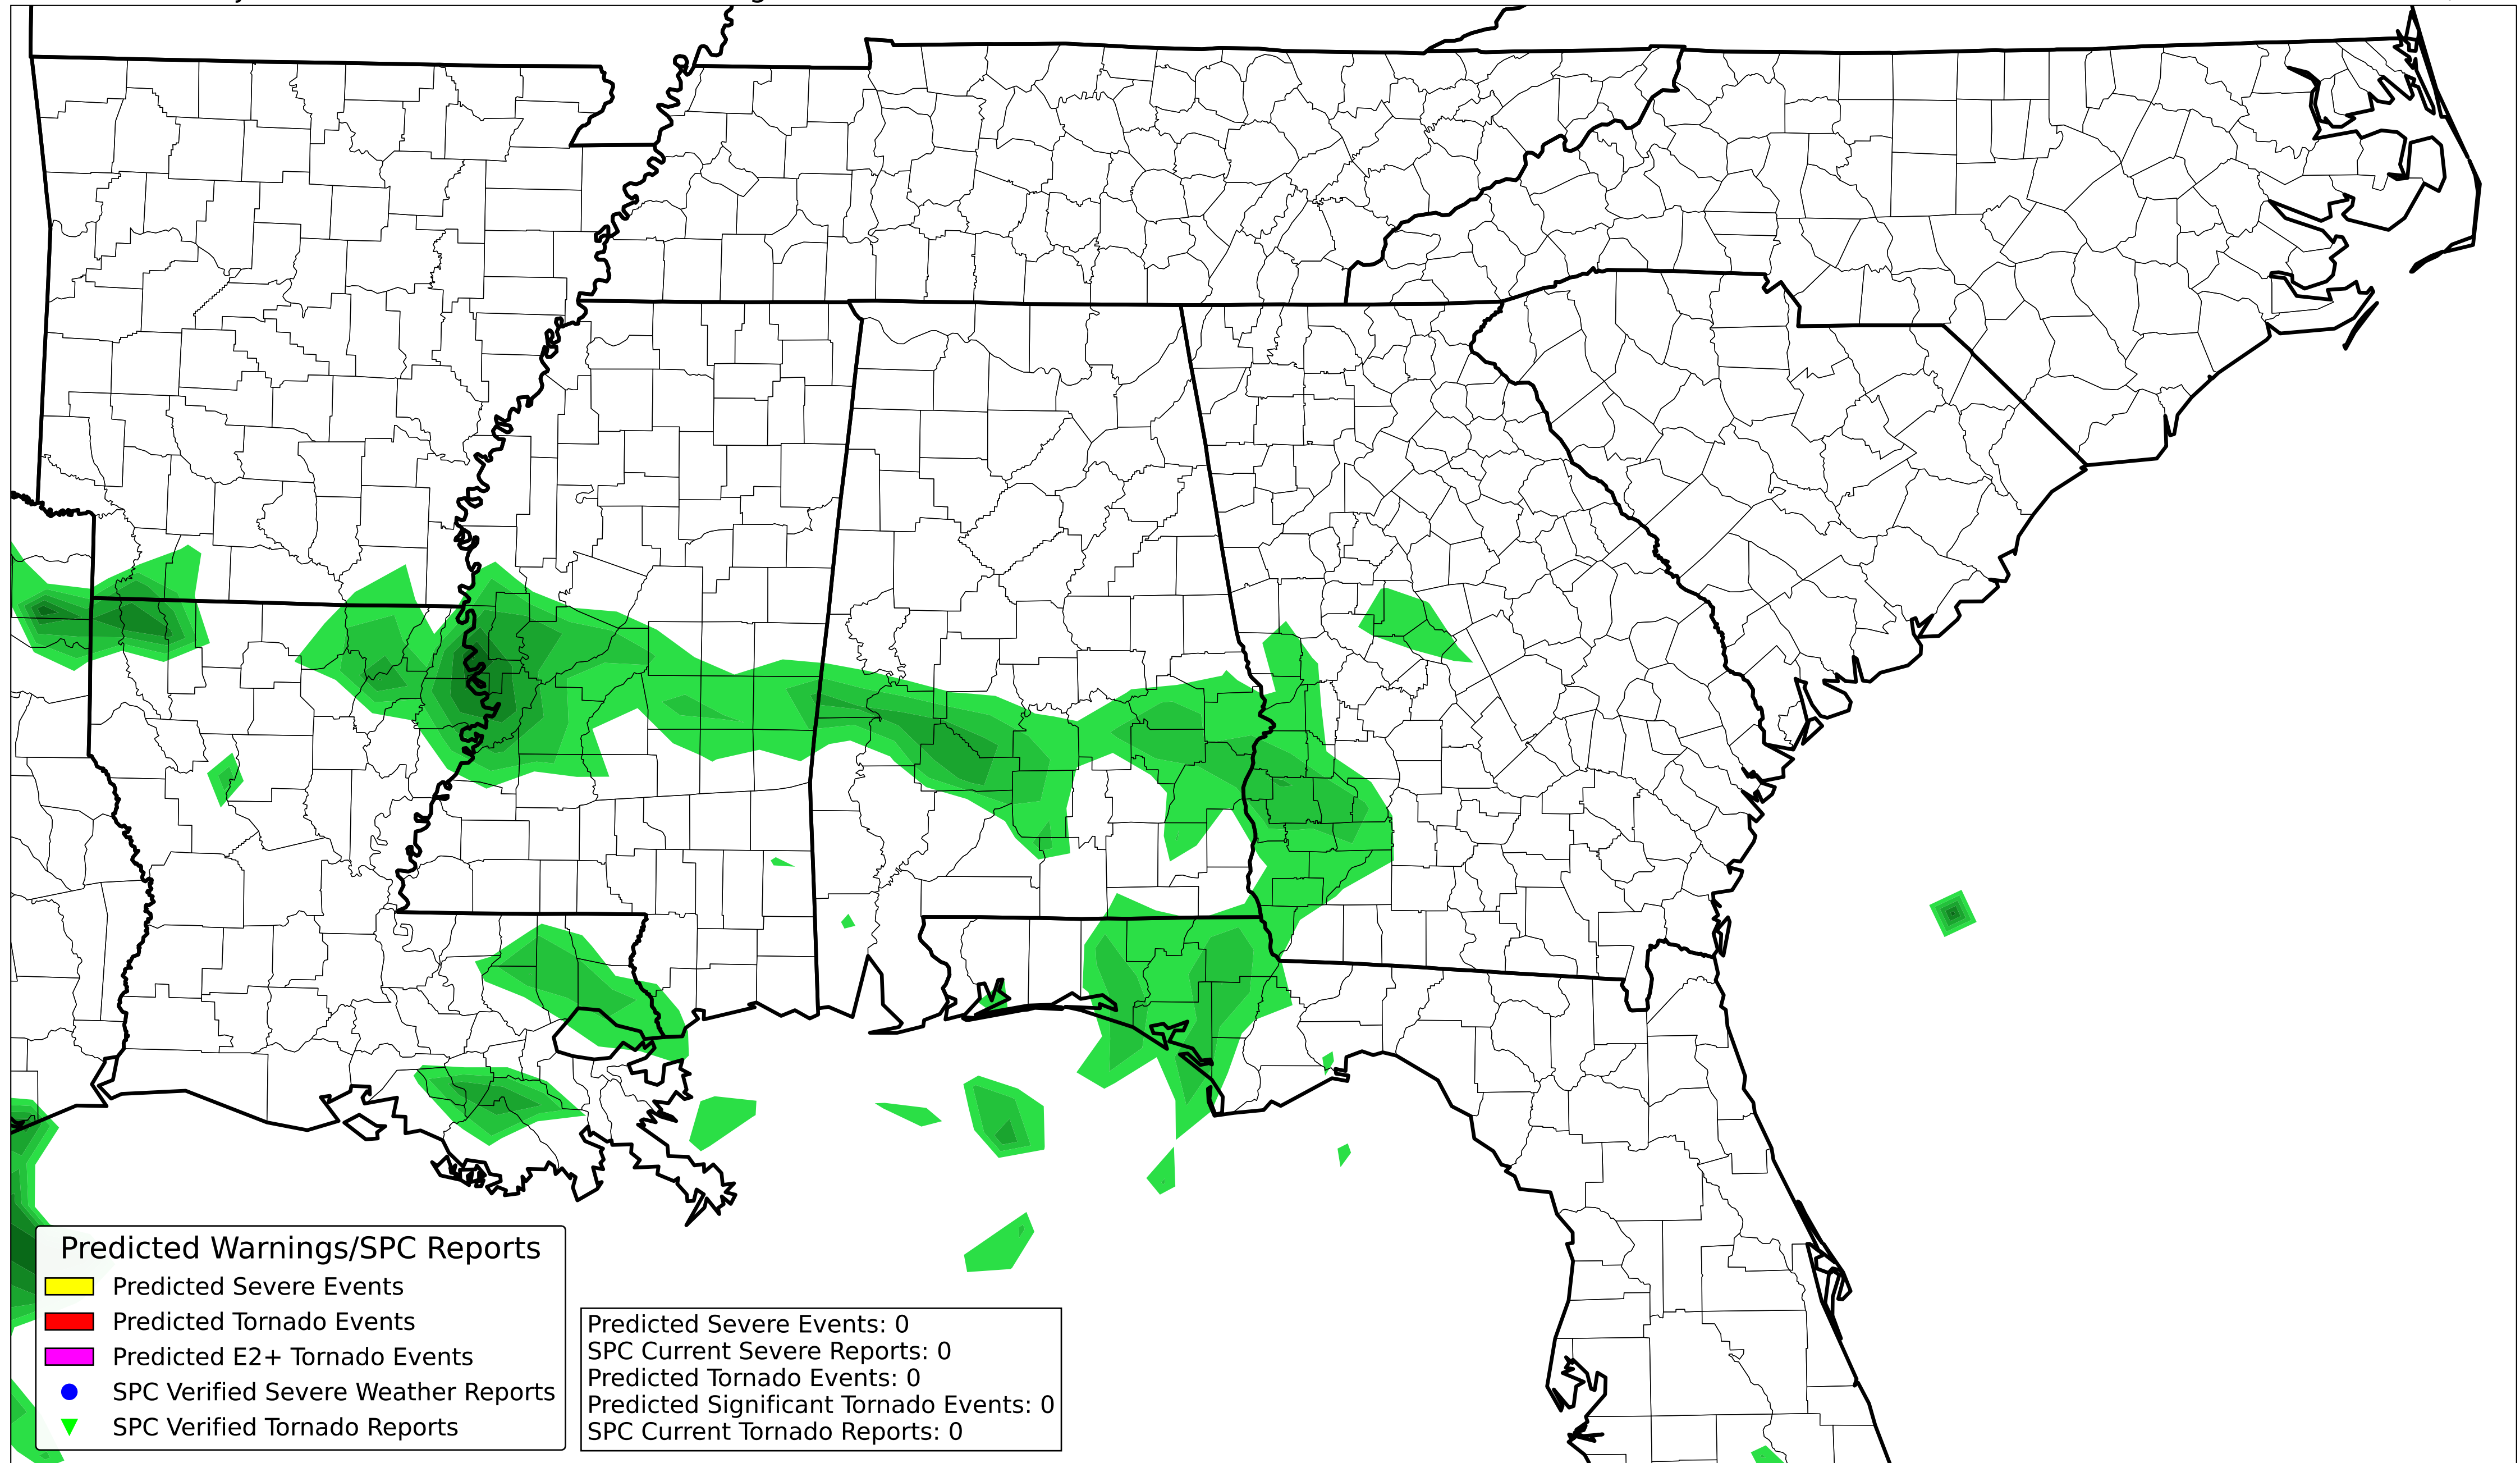 Predicted Warnings/SPC Reports
Predicted Severe Events
Predicted Tornado Events
Predicted E2+ Tornado Events
SPC Verified Severe Weather Reports
SPC Verified Tornado Reports
Predicted Severe Events: 0
SPC Current Severe Reports: 0
Predicted Tornado Events: 0
Predicted Significant Tornado Events: 0
SPC Current Tornado Reports: 0